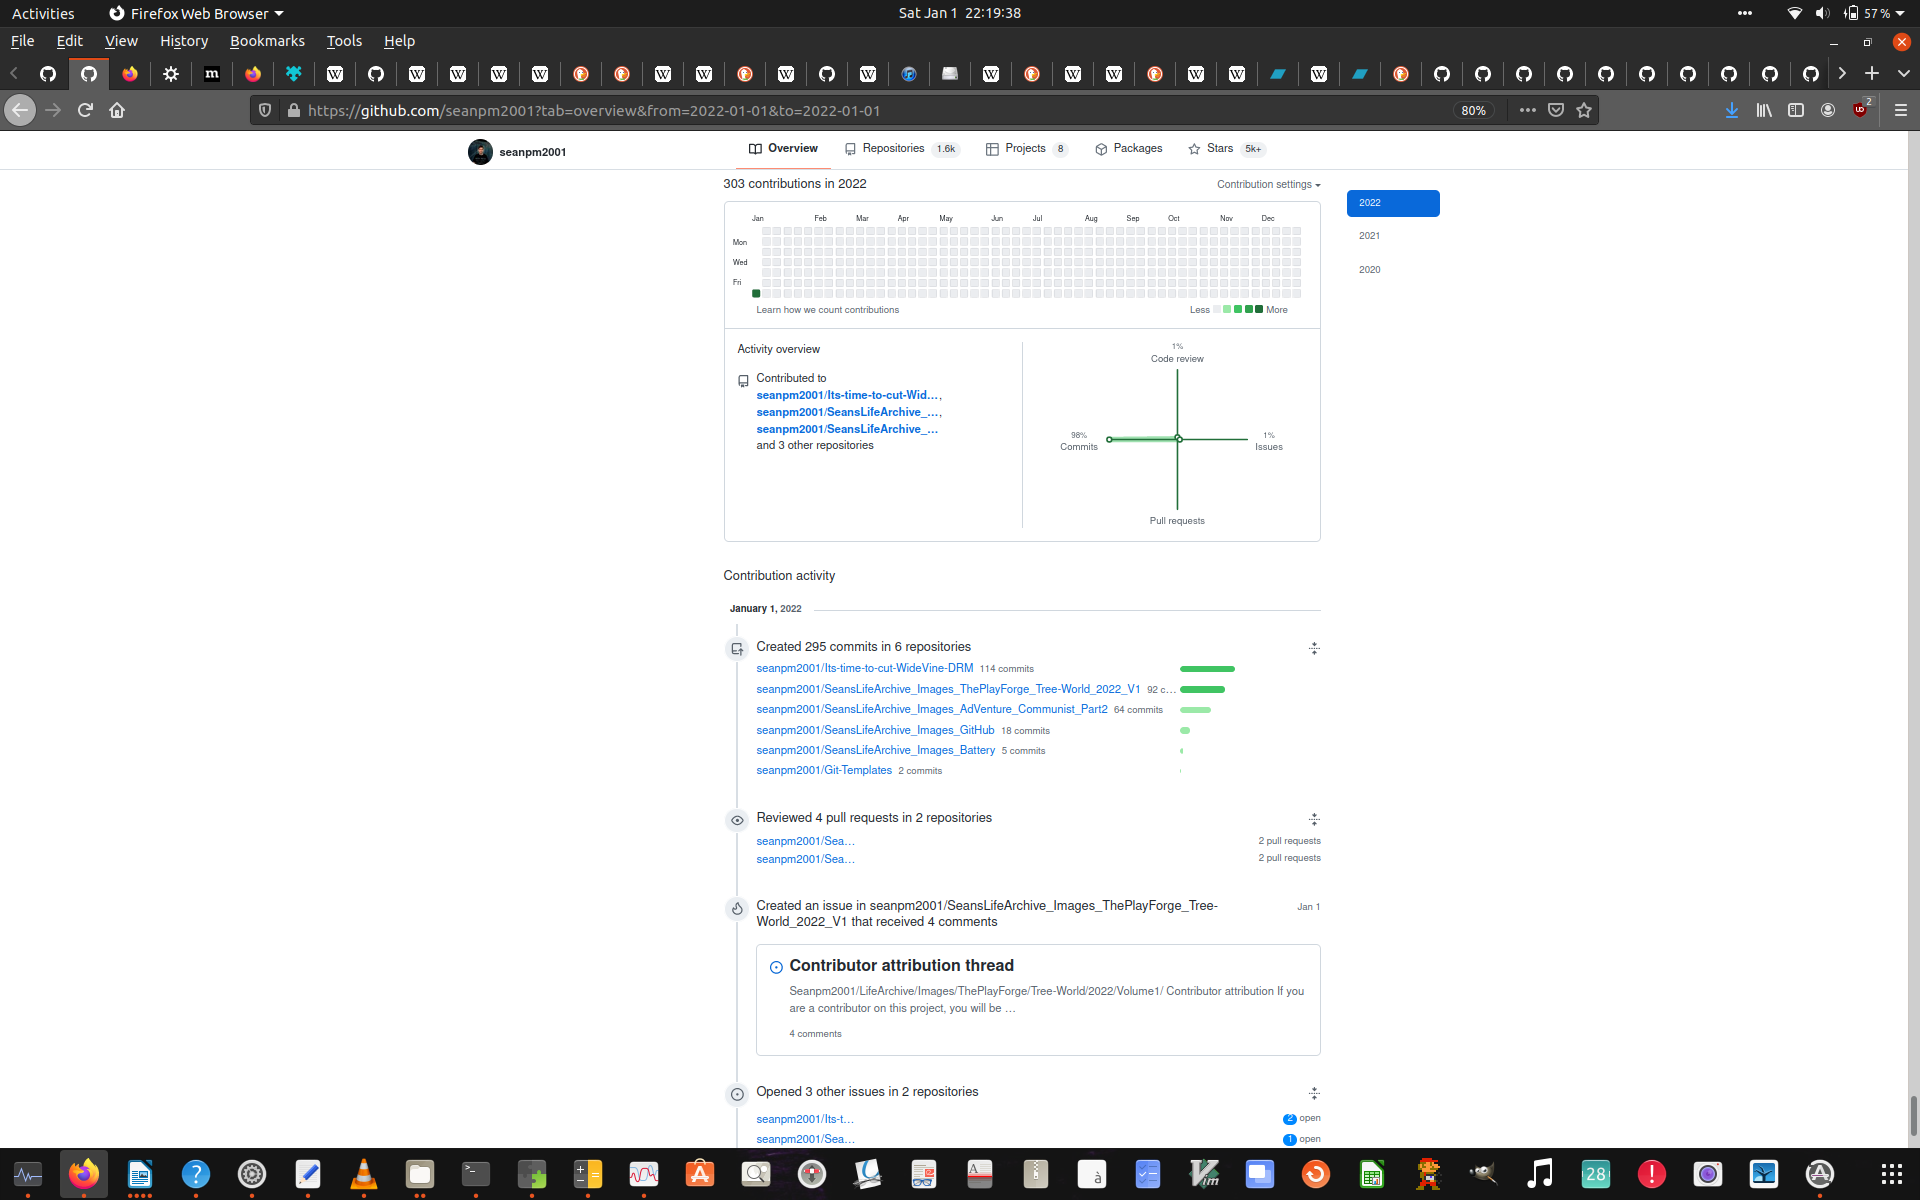 Activities
Firefox Web Browser
Sat Jan 1 22:19:38
57 %
File Edit View History Bookmarks Tools Help
https://github.com/seanpm2001?tab=overview&from=2022-01-01&to=2022-01-01
80%
2
seanpm2001
Overview
Repositories 1.6k
Projects 8
Packages
Stars 5k+
303 contributions in 2022
Contribution settings
2022
2021
2020
Jan Feb Mar Apr May Jun Jul Aug Sep Oct Nov Dec
Mon
Wed
Fri
Learn how we count contributions
Less
More
Activity overview
Contributed to
seanpm2001/Its-time-to-cut-Wid…,
seanpm2001/SeansLifeArchive_…,
seanpm2001/SeansLifeArchive_…
and 3 other repositories
1%
Code review
98%
Commits
1%
Issues
Pull requests
Contribution activity
January 1, 2022
Created 295 commits in 6 repositories
seanpm2001/Its-time-to-cut-WideVine-DRM 114 commits
seanpm2001/SeansLifeArchive_Images_ThePlayForge_Tree-World_2022_V1 92 c…
seanpm2001/SeansLifeArchive_Images_AdVenture_Communist_Part2 64 commits
seanpm2001/SeansLifeArchive_Images_GitHub 18 commits
seanpm2001/SeansLifeArchive_Images_Battery 5 commits
seanpm2001/Git-Templates 2 commits
Reviewed 4 pull requests in 2 repositories
seanpm2001/Sea… 2 pull requests
seanpm2001/Sea… 2 pull requests
Created an issue in seanpm2001/SeansLifeArchive_Images_ThePlayForge_Tree-
World_2022_V1 that received 4 comments
Jan 1
Contributor attribution thread
Seanpm2001/LifeArchive/Images/ThePlayForge/Tree-World/2022/Volume1/ Contributor attribution If you
are a contributor on this project, you will be …
4 comments
Opened 3 other issues in 2 repositories
seanpm2001/Its-t… 2 open
seanpm2001/Sea… 1 open
28